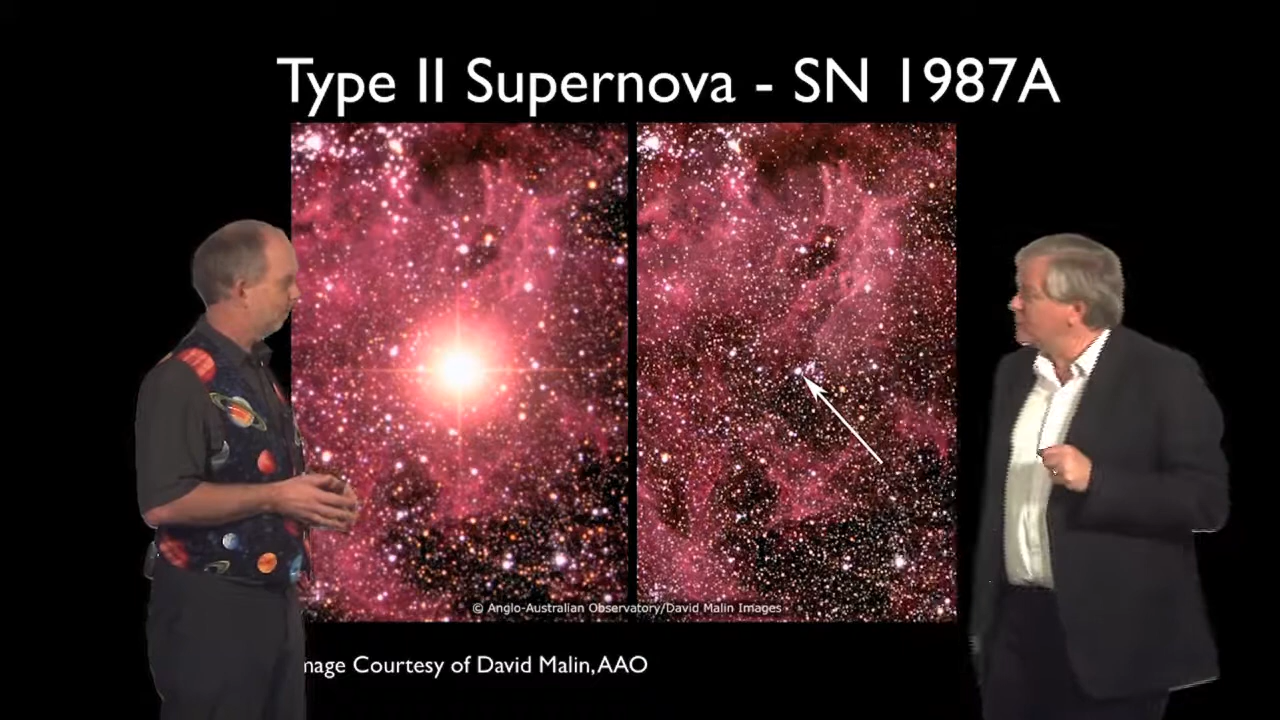 Type II Supernova - SN 1987A
© Anglo-Australian Observatory/David Malin Images
mage Courtesy of David Malin, AAO